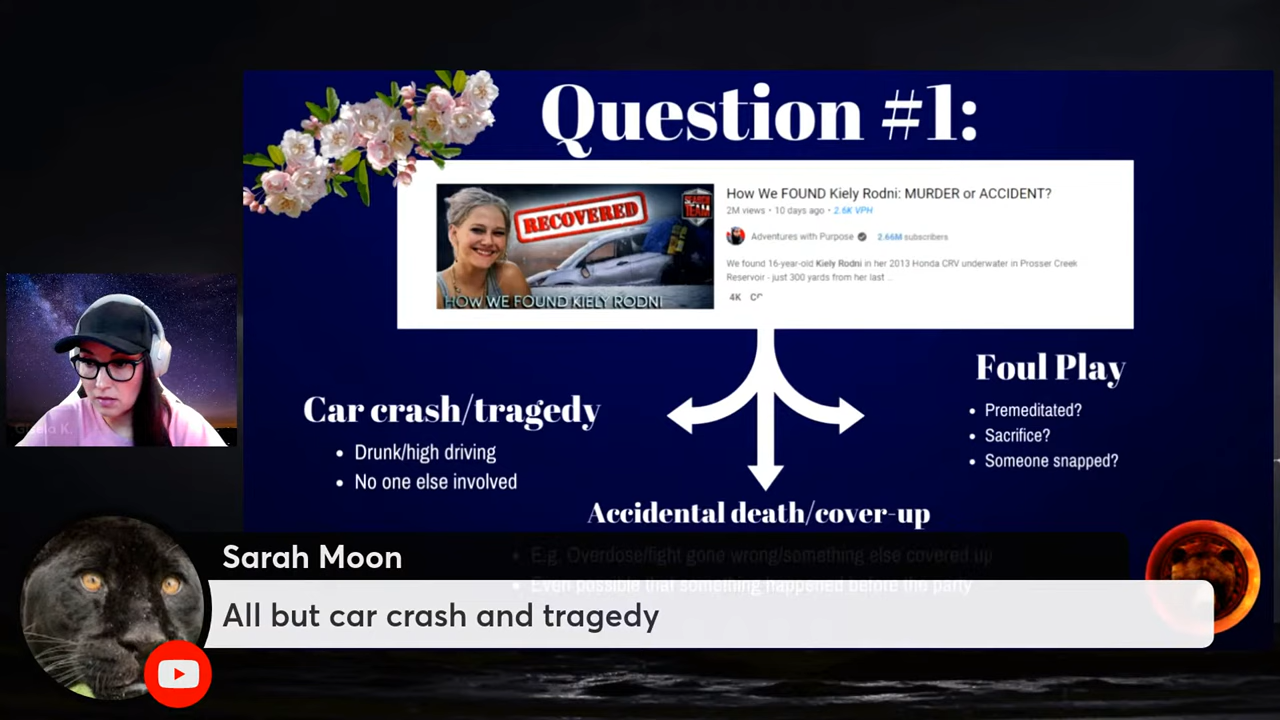 Question #1:
RECOVERED
SEARCH
TEAM
HOW WE FOUND KIELY RODNI
How We FOUND Kiely Rodni: MURDER or ACCIDENT?
2M views • 10 days ago • 2.6K VPH
Adventures with Purpose
2.66M subscribers
We found 16-year-old Kiely Rodni in her 2013 Honda CRV underwater in Prosser Creek
Reservoir - just 300 yards from her last ...
4K
Car crash/tragedy
• Drunk/high driving
• No one else involved
Accidental death/cover-up
• E.g. Overdose/fight gone wrong/something else covered up
• Even possible that something happened before the party
Foul Play
• Premeditated?
• Sacrifice?
• Someone snapped?
Sarah Moon
All but car crash and tragedy